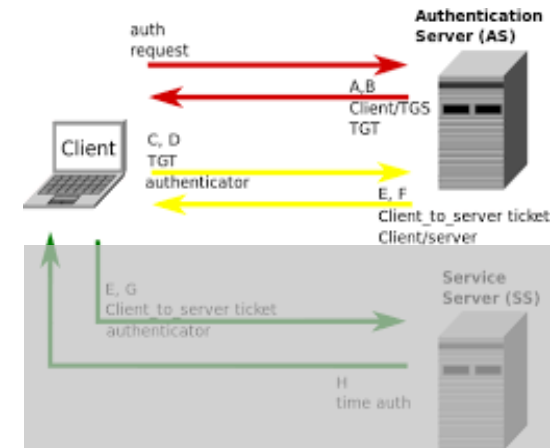 Authentication
Server (AS)
auth
request
A,B
Client/TGS
TGT
Client
C, D
TGT
authenticator
E, F
Client_to_server ticket
Client/server
Service
Server (SS)
E, G
Client_to_server ticket
authenticator
H
time auth